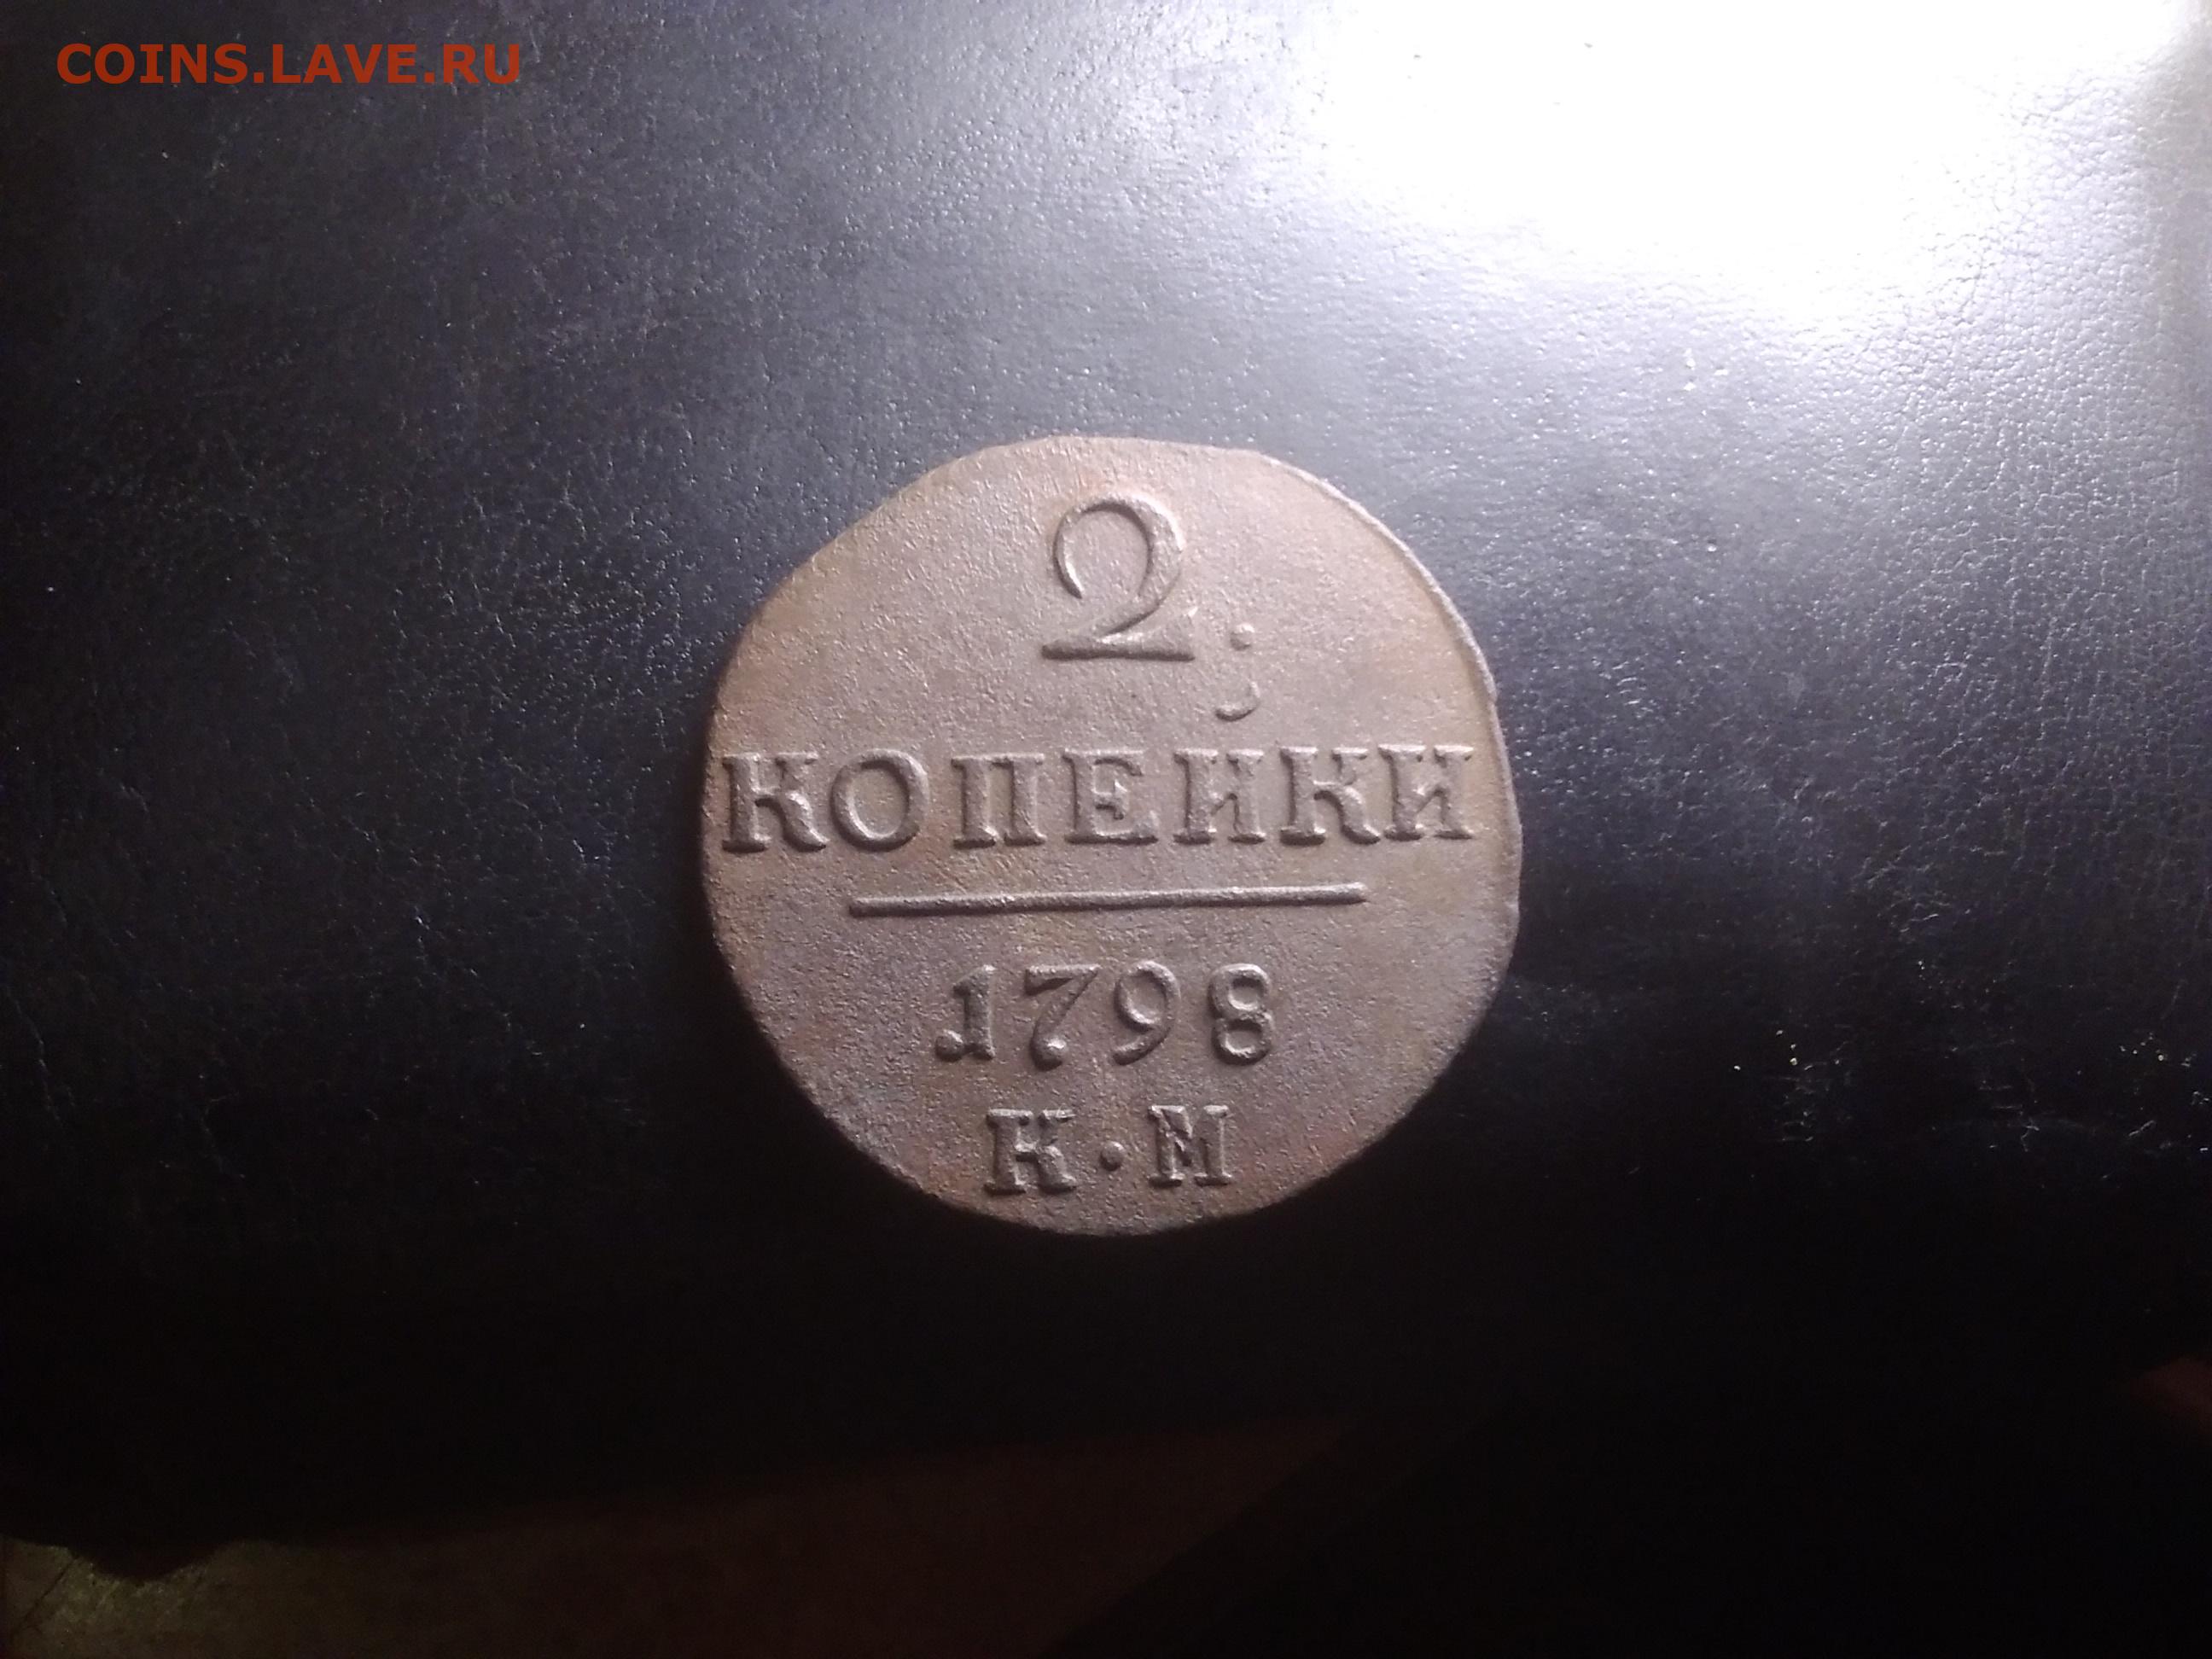 COINS.LAVE.RU
2.
КОПЕЙКИ
1798
К·М